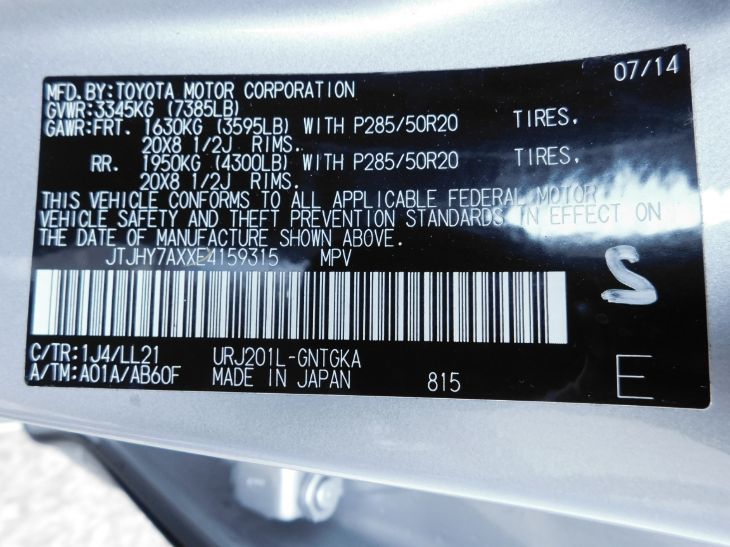 07/14
MFD.BY:TOYOTA MOTOR CORPORATION
GVWR:3345KG (7385LB)
GAWR:FRT. 1630KG (3595LB) WITH P285/50R20 TIRES,
20X8 1/2J RIMS.
RR. 1950KG (4300LB) WITH P285/50R20 TIRES,
20X8 1/2J RIMS.
THIS VEHICLE CONFORMS TO ALL APPLICABLE FEDERAL MOTOR
VEHICLE SAFETY AND THEFT PREVENTION STANDARDS IN EFFECT ON
THE DATE OF MANUFACTURE SHOWN ABOVE.
JTJHY7AXXE4159315 MPV
S
C/TR:1J4/LL21 URJ201L-GNTGKA
A/TM:A01A/AB60F MADE IN JAPAN 815 E